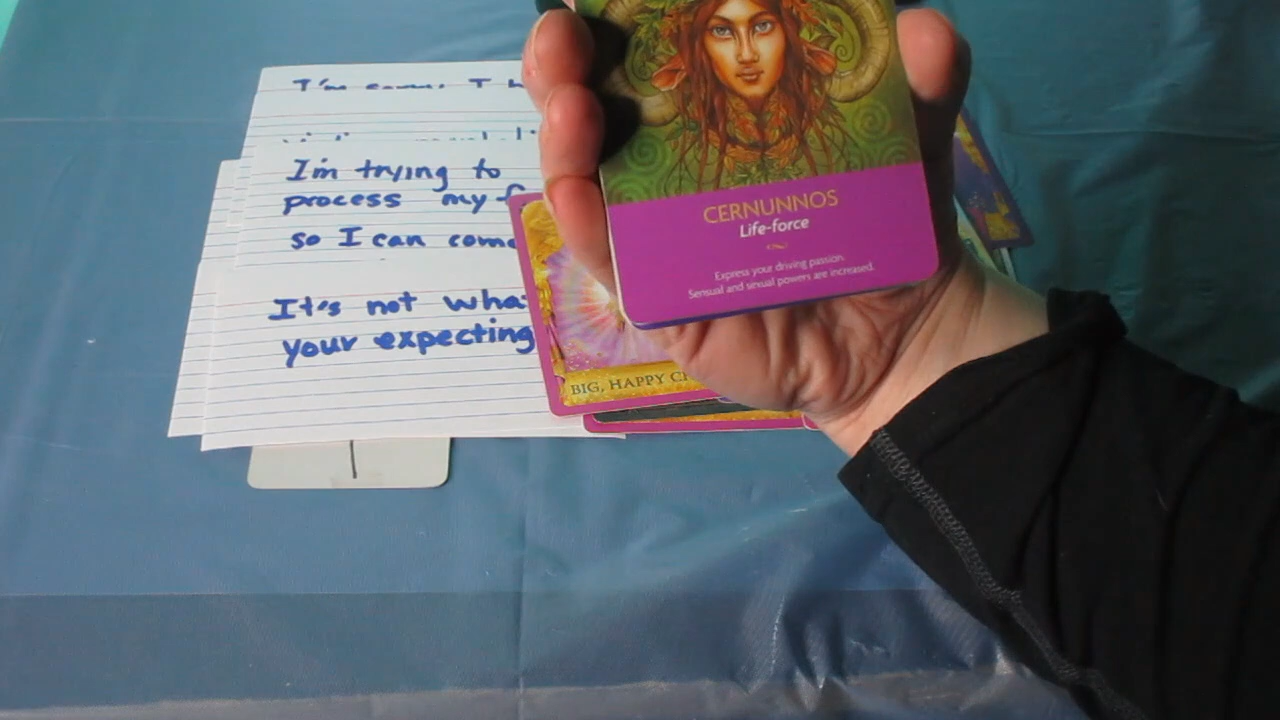 I'm
I'm trying to
process my
so I can come
It's not what
your expecting
BIG, HAPPY
CERNUNNOS
Life-force
Express your driving passion.
Sensual and sexual powers are increased.